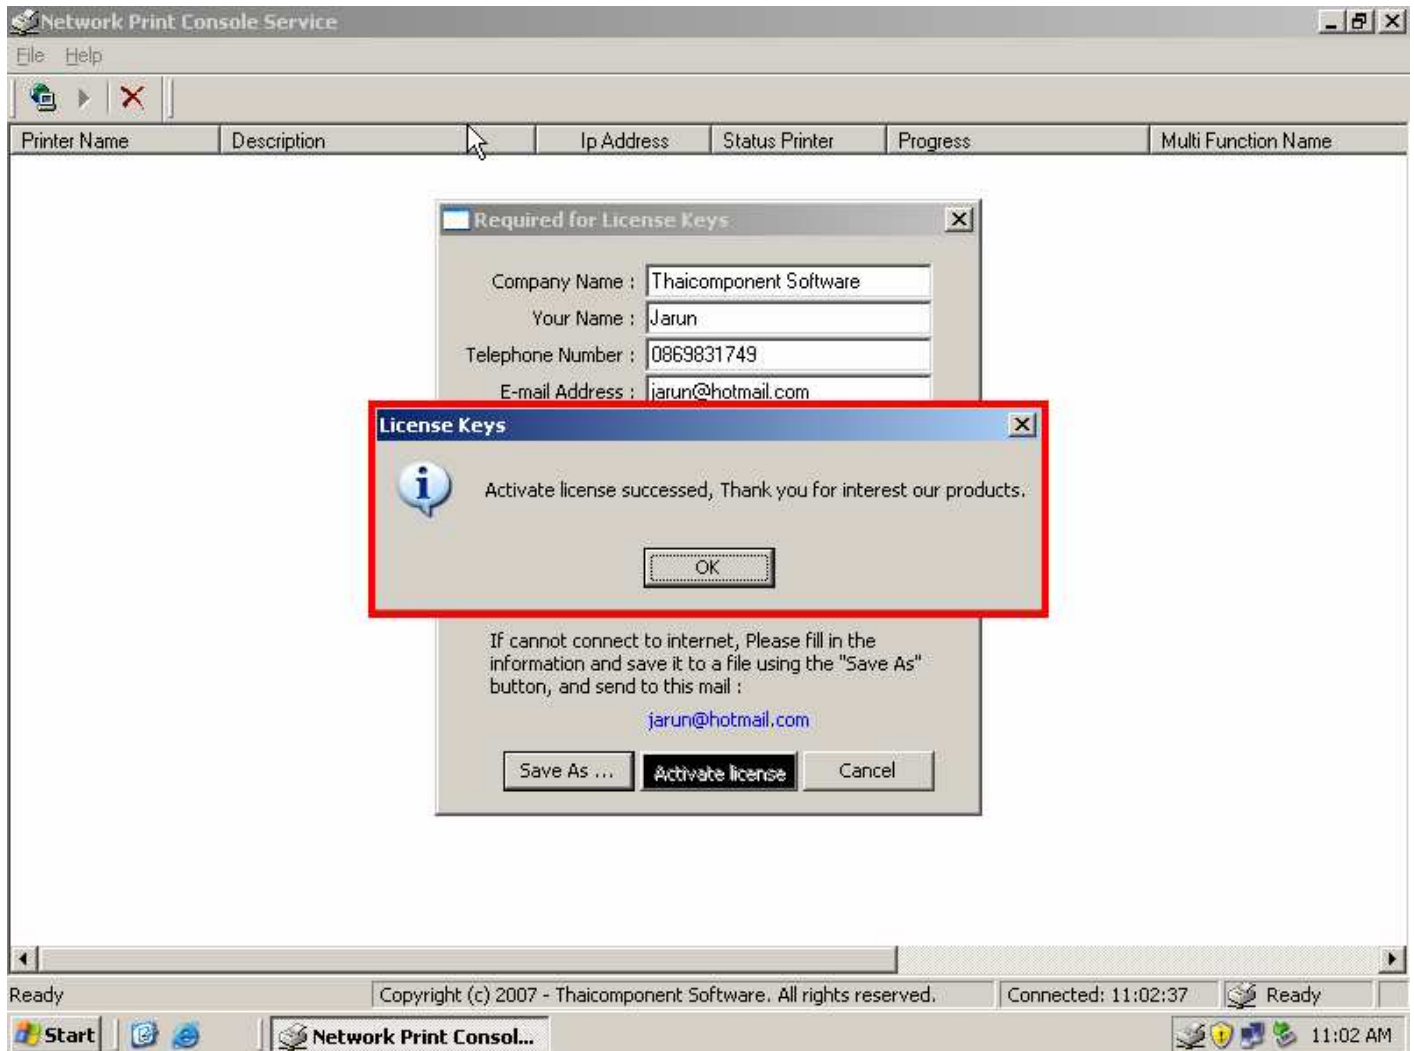 Network Print Console Service
File Help
Printer Name Description Ip Address Status Printer Progress Multi Function Name
Required for License Keys
Company Name : Thaicomponent Software
Your Name : Jarun
Telephone Number : 0869831749
E-mail Address : jarun@hotmail.com
License Keys
Activate license successed, Thank you for interest our products.
OK
If cannot connect to internet, Please fill in the
information and save it to a file using the "Save As"
button, and send to this mail :
jarun@hotmail.com
Save As ... Activate license Cancel
Ready Copyright (c) 2007 - Thaicomponent Software. All rights reserved. Connected: 11:02:37 Ready
Start Network Print Consol... 11:02 AM